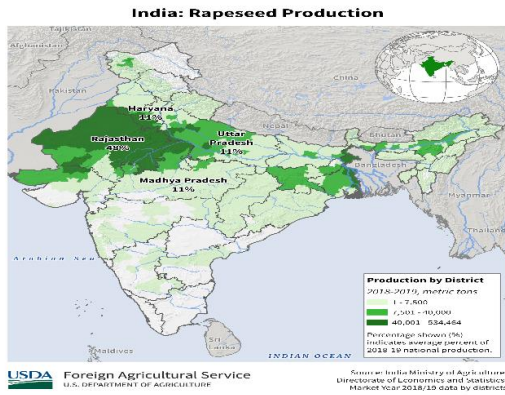 India: Rapeseed Production
Tajikistan
Afghanistan
China
Pakistan
Haryana
11%
Rajasthan
48%
Uttar
Pradesh
11%
Nepal
Bhutan
Madhya Pradesh
11%
Bangladesh
Myanmar
Thailand
Arabian Sea
Production by District
2018-2019, metric tons
1 - 7,500
7,501 - 40,000
40,001 534,464
Percentage shown (%)
indicates average percent of
2018-19 national production.
Sri
Lanka
Maldives
INDIAN OCEAN
USDA
Foreign Agricultural Service
U.S. DEPARTMENT OF AGRICULTURE
Source: India Ministry of Agriculture
Directorate of Economics and Statistics
Market Year 2018/19 data by districts